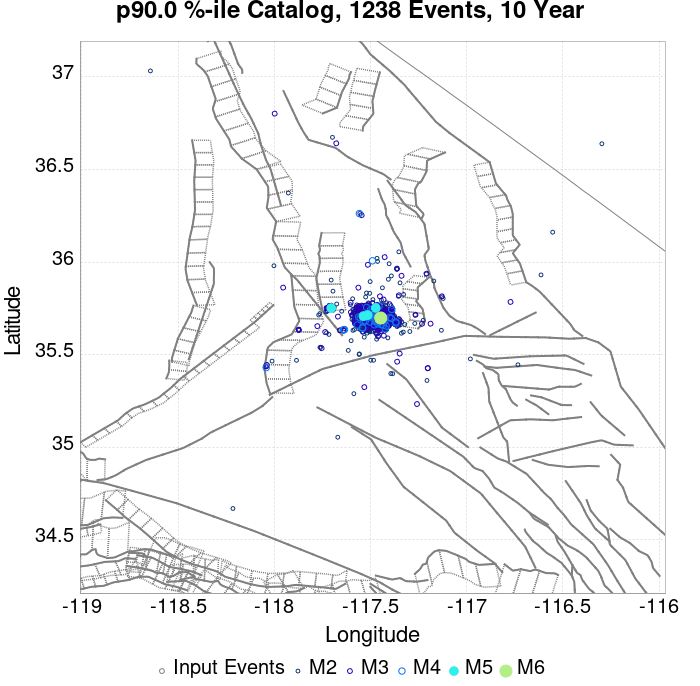 p90.0 %-ile Catalog, 1238 Events, 10 Year
37
36.5
36
35.5
35
34.5
Latitude
-119
-118.5
-118
-117.5
-117
-116.5
-116
Longitude
Input Events
M2
M3
M4
M5
M6